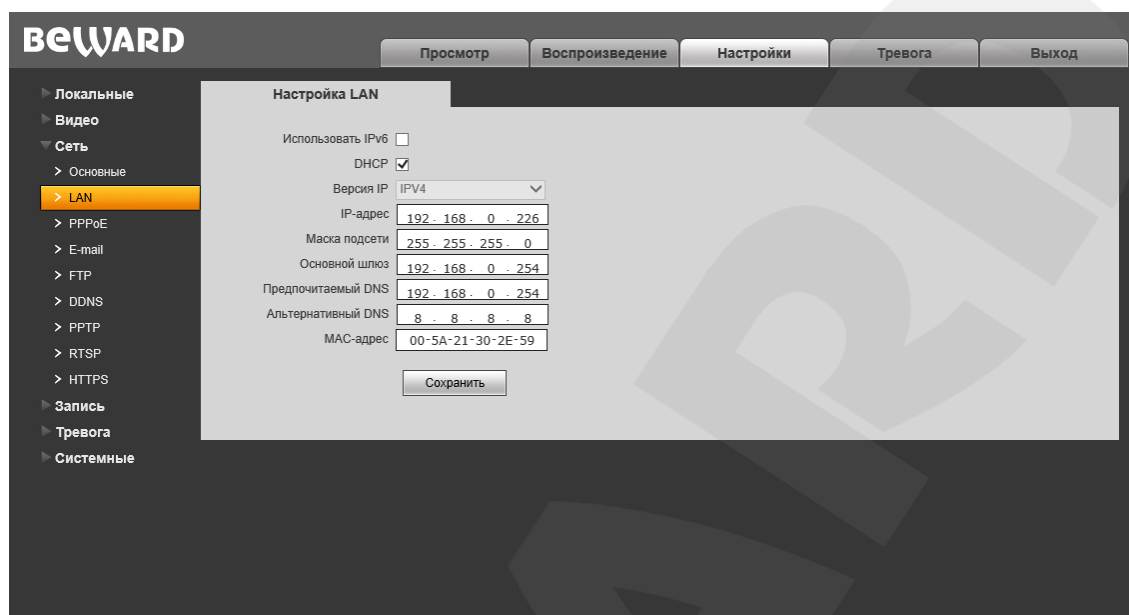 BEWARD
Просмотр Воспроизведение Настройки Тревога Выход
Локальные
Видео
Сеть
> Основные
> LAN
> PPPoE
> E-mail
> FTP
> DDNS
> PPTP
> RTSP
> HTTPS
Запись
Тревога
Системные
Настройка LAN
Использовать IPv6
DHCP
Версия IP IPV4
IP-адрес 192 . 168 . 0 . 226
Маска подсети 255 . 255 . 255 . 0
Основной шлюз 192 . 168 . 0 . 254
Предпочитаемый DNS 192 . 168 . 0 . 254
Альтернативный DNS 8 . 8 . 8 . 8
MAC-адрес 00-5A-21-30-2E-59
Сохранить